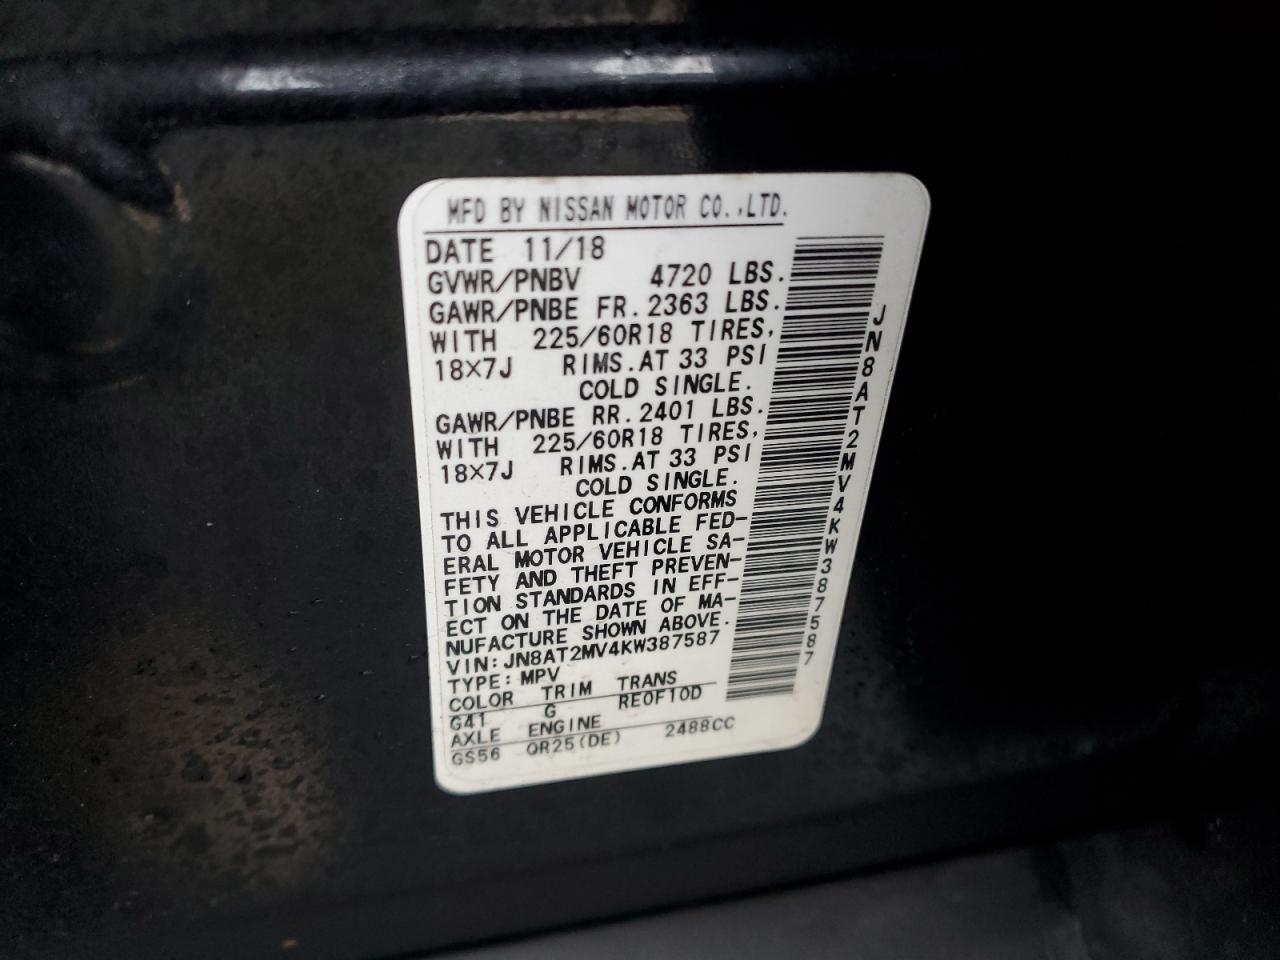 MFD BY NISSAN MOTOR CO.,LTD.
DATE 11/18
GVWR/PNBV 4720 LBS.
GAWR/PNBE FR. 2363 LBS.
WITH 225/60R18 TIRES,
18×7J RIMS.AT 33 PSI
COLD SINGLE.
GAWR/PNBE RR. 2401 LBS.
WITH 225/60R18 TIRES,
18×7J RIMS.AT 33 PSI
COLD SINGLE.
THIS VEHICLE CONFORMS
TO ALL APPLICABLE FED-
ERAL MOTOR VEHICLE SA-
FETY AND THEFT PREVEN-
TION STANDARDS IN EFF-
ECT ON THE DATE OF MA-
NUFACTURE SHOWN ABOVE.
VIN:JN8AT2MV4KW387587
TYPE:MPV
COLOR TRIM TRANS
G41 G RE0F10D
AXLE ENGINE
GS56 QR25(DE) 2488CC
JN8AT2MV4KW387587